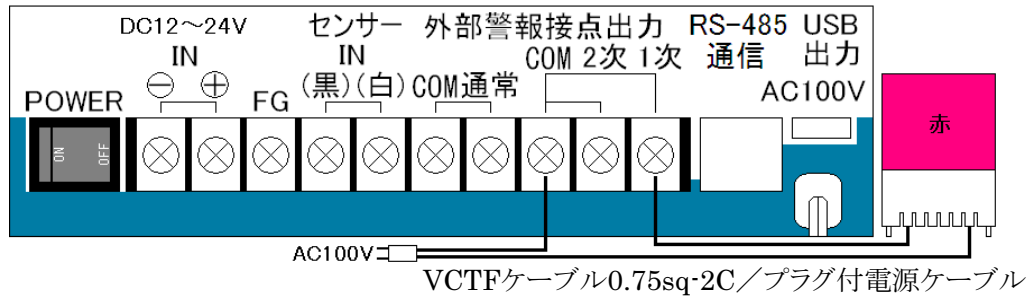 DC12～24V センサー 外部警報接点出力 RS-485 USB
IN IN COM 2次 1次 通信 出力
⊖ ⊕ (黒)(白) COM通常
POWER FG AC100V
赤
ON OFF
AC100V
VCTFケーブル0.75sq-2C／プラグ付電源ケーブル